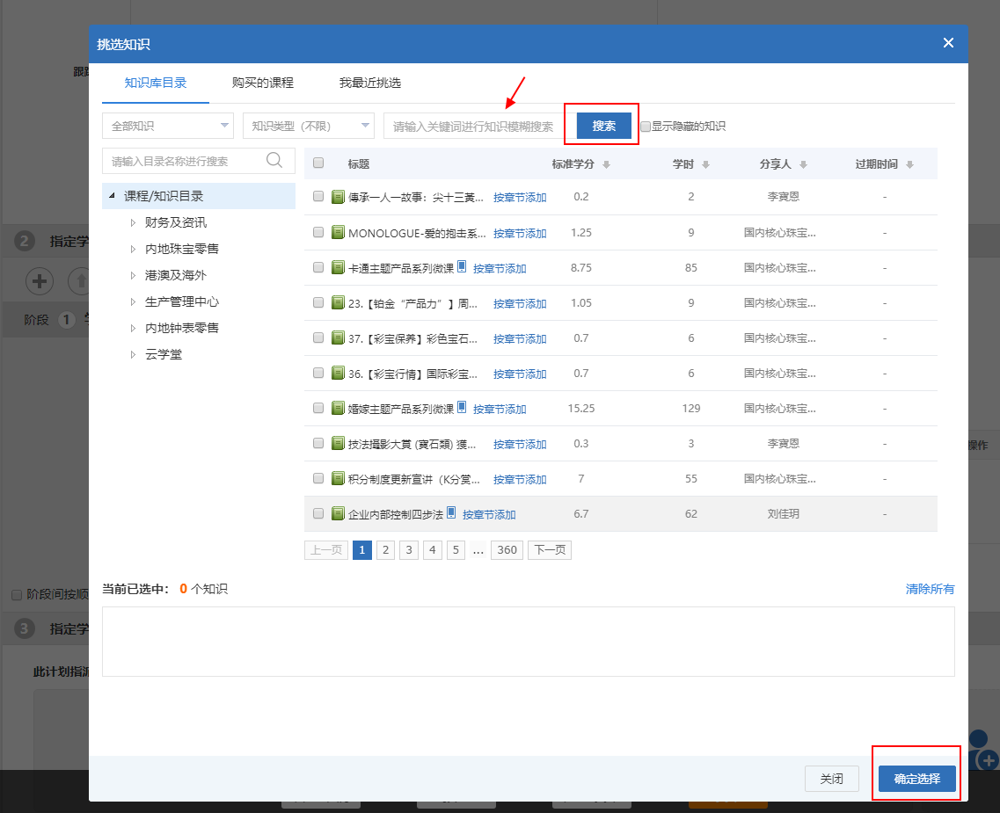 挑选知识
×
跟踪
知识库目录 购买的课程 我最近挑选
全部知识 知识类型（不限） 请输入关键词进行知识模糊搜索 搜索 显示隐藏的知识
请输入目录名称进行搜索
标题 标准学分 学时 分享人 过期时间
课程/知识目录
财务及资讯
内地珠宝零售
港澳及海外
生产管理中心
内地钟表零售
云学堂
傳承一人一故事：尖十三黃... 按章节添加 0.2 2 李寶恩 -
MONOLOGUE-爱的抱击系... 按章节添加 1.25 9 国内核心珠宝... -
卡通主题产品系列微课 按章节添加 8.75 85 国内核心珠宝... -
23.【铂金“产品力”】周... 按章节添加 1.05 9 国内核心珠宝... -
37.【彩宝保养】彩色宝石... 按章节添加 0.7 6 国内核心珠宝... -
36.【彩宝行情】国际彩宝... 按章节添加 0.7 6 国内核心珠宝... -
婚嫁主题产品系列微课 按章节添加 15.25 129 国内核心珠宝... -
技法攝影大賞 (寶石類) 獲... 按章节添加 0.3 3 李寶恩 -
积分制度更新宣讲（K分赏... 按章节添加 7 55 国内核心珠宝... -
企业内部控制四步法 按章节添加 6.7 62 刘佳玥 -
上一页 1 2 3 4 5 ... 360 下一页
当前已选中： 0 个知识 清除所有
关闭 确定选择
2 指定学
阶段 1
操作
阶段间按顺
3 指定学
此计划指派